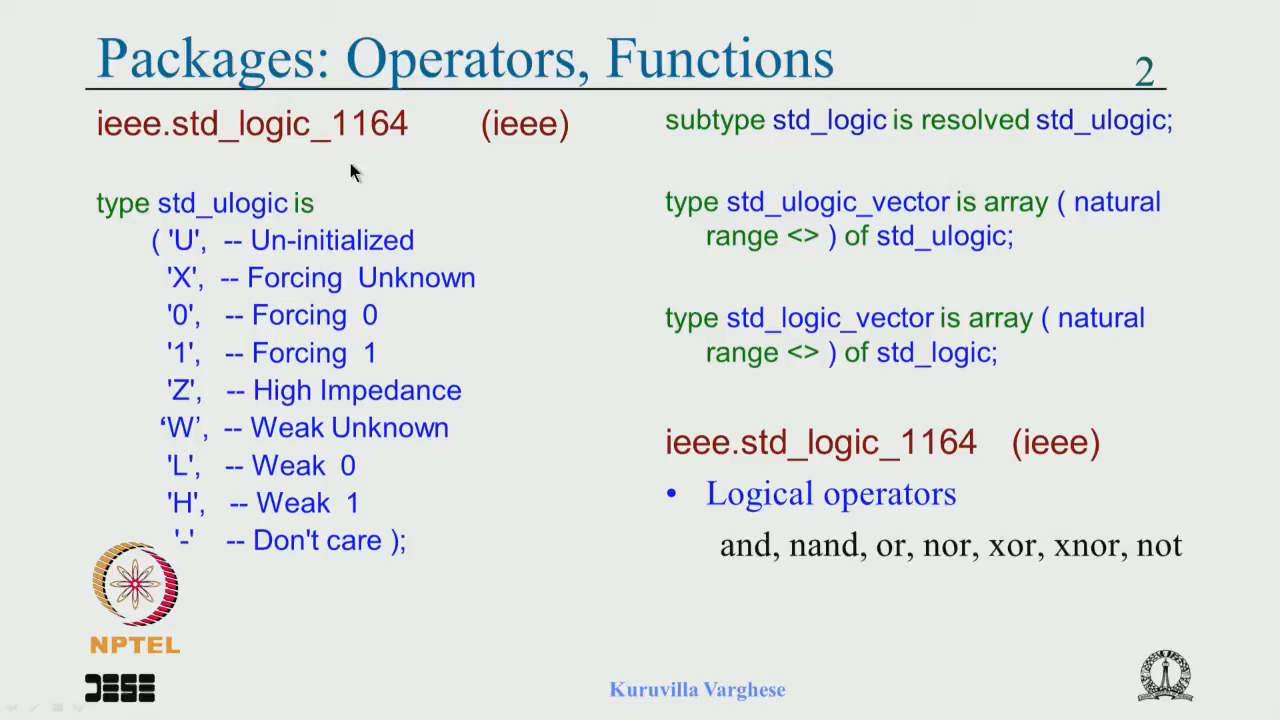 Packages: Operators, Functions
2
ieee.std_logic_1164 (ieee)
type std_ulogic is
( 'U', -- Un-initialized
'X', -- Forcing Unknown
'0', -- Forcing 0
'1', -- Forcing 1
'Z', -- High Impedance
‘W’, -- Weak Unknown
'L', -- Weak 0
'H', -- Weak 1
'-' -- Don't care );
subtype std_logic is resolved std_ulogic;
type std_ulogic_vector is array ( natural
range <> ) of std_ulogic;
type std_logic_vector is array ( natural
range <> ) of std_logic;
ieee.std_logic_1164 (ieee)
• Logical operators
and, nand, or, nor, xor, xnor, not
NPTEL
Kuruvilla Varghese